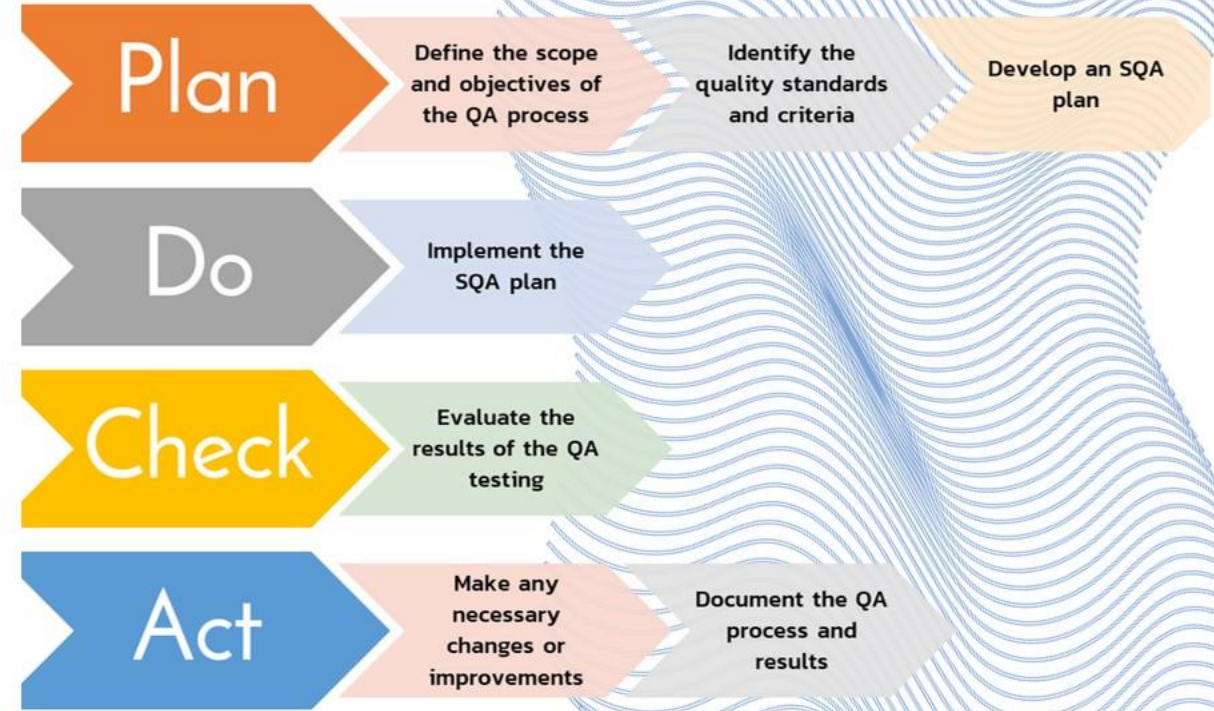 Plan
Define the scope
and objectives of
the QA process
Identify the
quality standards
and criteria
Develop an SQA
plan
Do
Implement the
SQA plan
Check
Evaluate the
results of the QA
testing
Act
Make any
necessary
changes or
improvements
Document the QA
process and
results